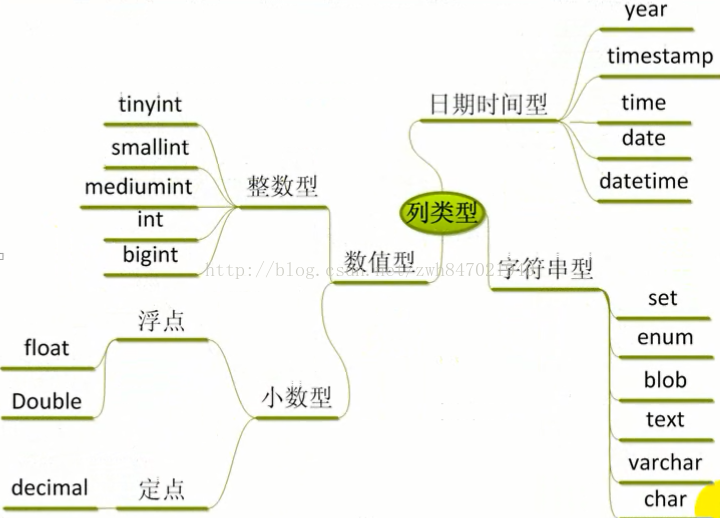 列类型
日期时间型
year
timestamp
time
date
datetime
数值型
整数型
tinyint
smallint
mediumint
int
bigint
小数型
浮点
float
Double
定点
decimal
字符串型
set
enum
blob
text
varchar
char